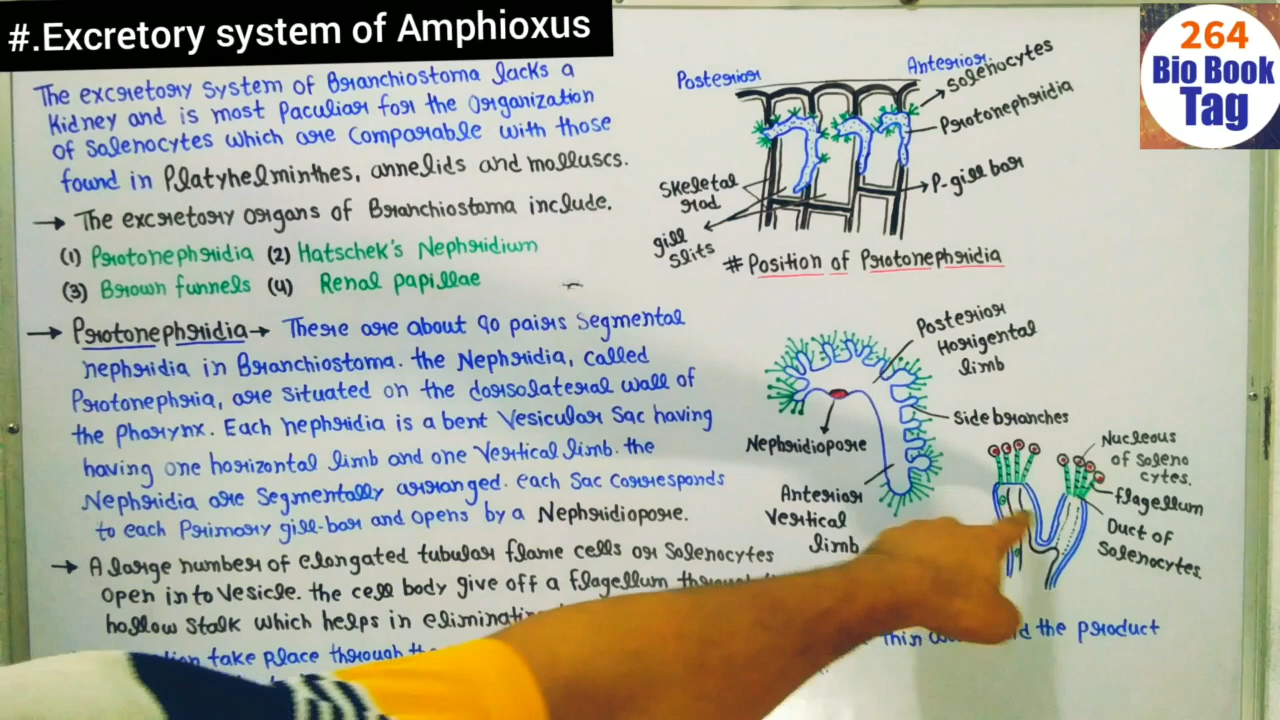 #.Excretory system of Amphioxus
264
Bio Book
Tag
The excretory System of Branchiostoma lacks a
Kidney and is most Paculiar for the Organization
of Solenocytes which are Comparable with those
found in Platyhelminthes, annelids and molluscs.
→ The excretory organs of Branchiostoma include.
(1) Protonephridia (2) Hatschek's Nephridium
(3) Brown funnels (4) Renal papillae
→ Protonephridia → There are about 90 pairs Segmental
nephridia in Branchiostoma. the Nephridia, called
Protonephria, are situated on the dorsolateral wall of
the Pharynx. Each nephridia is a bent Vesicular Sac having
having one horizontal limb and one Vertical limb. the
Nephridia are Segmentally arranged. each Sac Corresponds
to each Primary gill-bar and opens by a Nephridiopore.
→ A large number of elongated tubular flame cells or Solenocytes
open into Vesicle. the cell body give off a flagellum
hollow Stalk which helps in
take place through
the product
Posterior
Anterior
Solenocytes
Protonephridia
P-gill bar
Skeletal
rod
gill
slits
# Position of Protonephridia
Posterior
Horigental
limb
Side branches
Nephridiopore
Anterior
Vertical
limb
Nucleous
of Soleno
cytes.
flagellum
Duct of
Solenocytes.